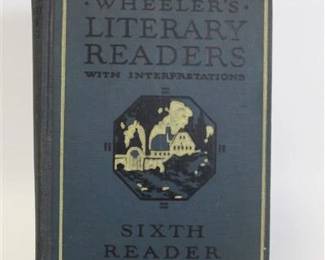 · WHEELER'S ·
LITERARY
READERS
WITH INTERPRETATIONS
SIXTH
READER